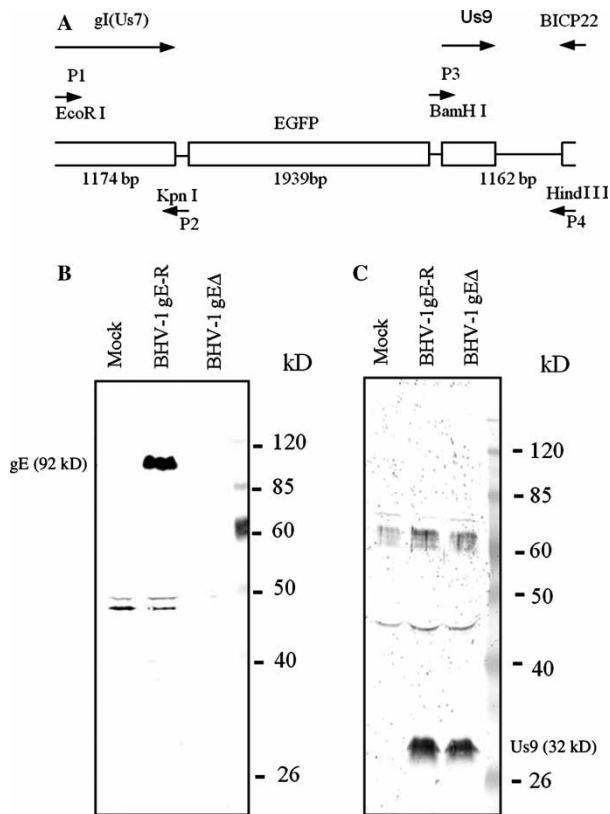 A
gI(Us7)
Us9
BICP22
P1
P3
EcoR I
BamH I
EGFP
1174 bp
1939bp
1162 bp
Kpn I
HindIII
P2
P4
B
C
Mock
BHV-1 gE-R
BHV-1 gEΔ
kD
Mock
BHV-1 gE-R
BHV-1 gEΔ
kD
gE (92 kD)
120
85
60
50
40
26
120
85
60
50
40
Us9 (32 kD)
26